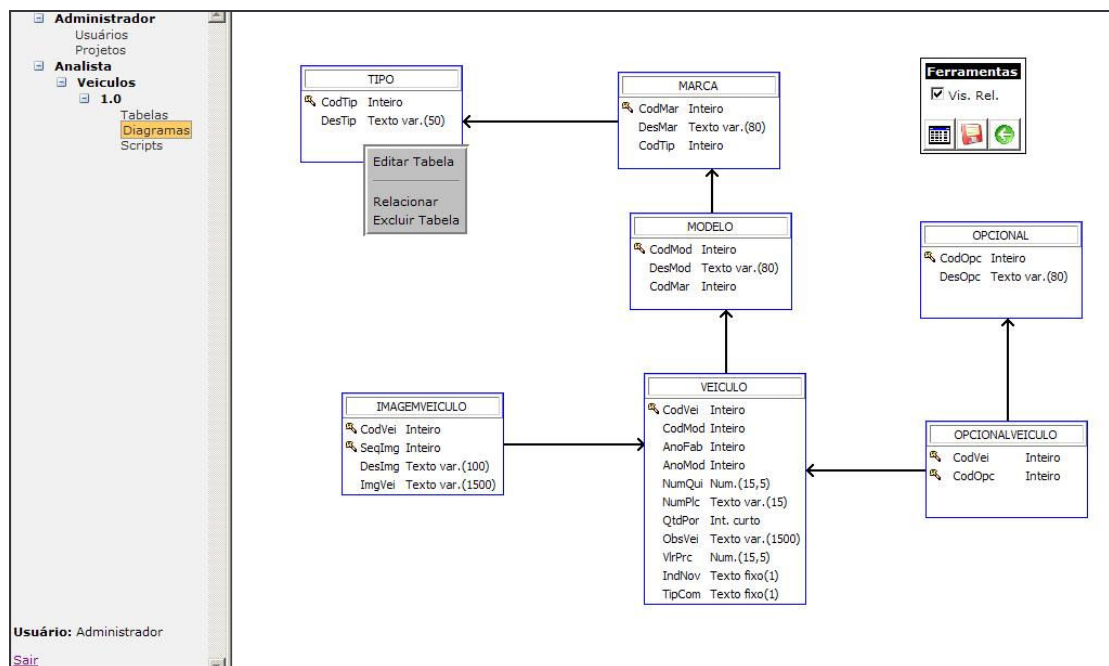 Administrador
Usuários
Projetos
Analista
Veiculos
1.0
Tabelas
Diagramas
Scripts
Usuário: Administrador
Sair
TIPO
CodTip Inteiro
DesTip Texto var.(50)
Editar Tabela
Relacionar
Excluir Tabela
MARCA
CodMar Inteiro
DesMar Texto var.(80)
CodTip Inteiro
Ferramentas
Vis. Rel.
MODELO
CodMod Inteiro
DesMod Texto var.(80)
CodMar Inteiro
OPCIONAL
CodOpc Inteiro
DesOpc Texto var.(80)
IMAGEMVEICULO
CodVei Inteiro
SeqImg Inteiro
DesImg Texto var.(100)
ImgVei Texto var.(1500)
VEICULO
CodVei Inteiro
CodMod Inteiro
AnoFab Inteiro
AnoMod Inteiro
NumQui Num.(15,5)
NumPlc Texto var.(15)
QtdPor Int. curto
ObsVei Texto var.(1500)
VlrPrc Num.(15,5)
IndNov Texto fixo(1)
TipCom Texto fixo(1)
OPCIONALVEICULO
CodVei Inteiro
CodOpc Inteiro